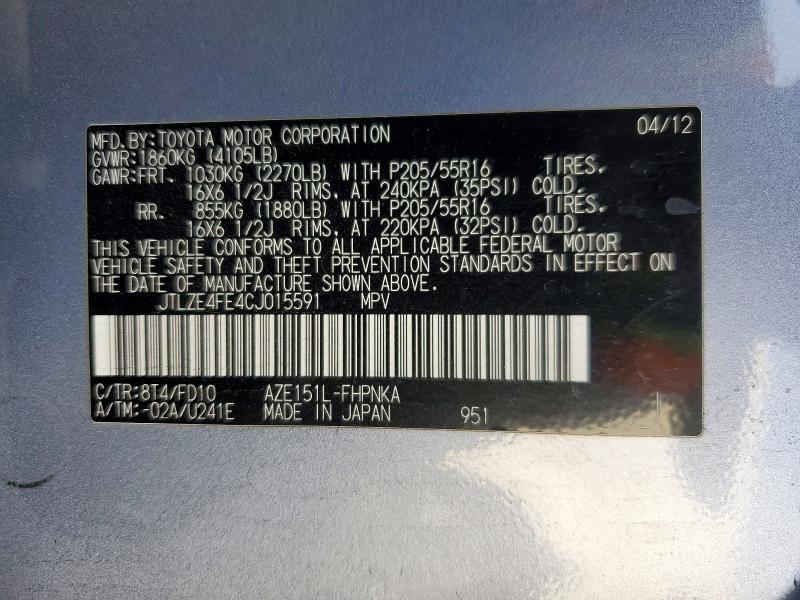 MFD.BY:TOYOTA MOTOR CORPORATION 04/12
GVWR:1860KG (4105LB)
GAWR:FRT. 1030KG (2270LB) WITH P205/55R16 TIRES.
16X6 1/2J RIMS. AT 240KPA (35PSI) COLD.
RR. 855KG (1880LB) WITH P205/55R16 TIRES.
16X6 1/2J RIMS. AT 220KPA (32PSI) COLD.
THIS VEHICLE CONFORMS TO ALL APPLICABLE FEDERAL MOTOR
VEHICLE SAFETY AND THEFT PREVENTION STANDARDS IN EFFECT ON
THE DATE OF MANUFACTURE SHOWN ABOVE.
JTLZE4FE4CJ015591 MPV
C/TR:8T4/FD10 AZE151L-FHPNKA
A/TM:-02A/U241E MADE IN JAPAN 951